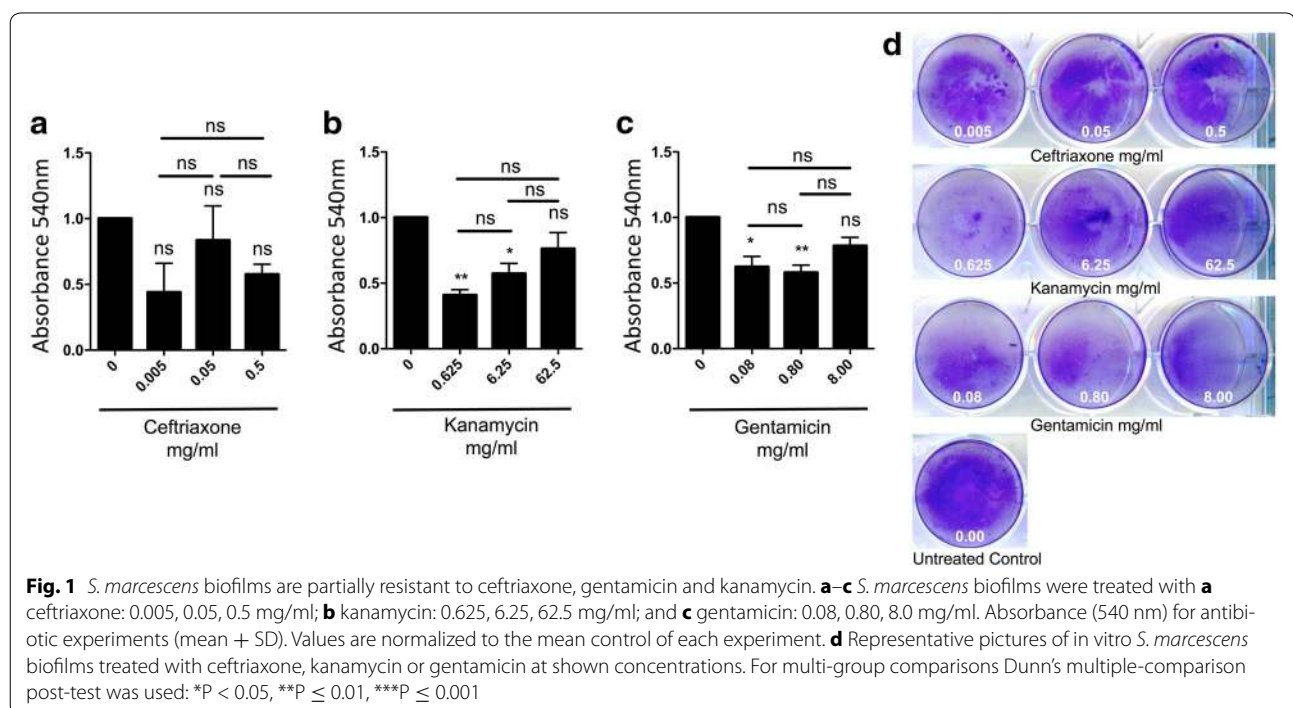 a
ns
ns
ns
ns
ns
ns
Absorbance 540nm
1.5
1.0
0.5
0.0
0
0.005
0.05
0.5
Ceftriaxone
mg/ml
b
ns
ns
ns
ns
*
**
Absorbance 540nm
1.5
1.0
0.5
0.0
0
0.625
6.25
62.5
Kanamycin
mg/ml
c
ns
ns
ns
ns
*
**
Absorbance 540nm
1.5
1.0
0.5
0.0
0
0.08
0.80
8.00
Gentamicin
mg/ml
d
0.005 0.05 0.5
Ceftriaxone mg/ml
0.625 6.25 62.5
Kanamycin mg/ml
0.08 0.80 8.00
Gentamicin mg/ml
0.00
Untreated Control
Fig. 1 S. marcescens biofilms are partially resistant to ceftriaxone, gentamicin and kanamycin. a–c S. marcescens biofilms were treated with a
ceftriaxone: 0.005, 0.05, 0.5 mg/ml; b kanamycin: 0.625, 6.25, 62.5 mg/ml; and c gentamicin: 0.08, 0.80, 8.0 mg/ml. Absorbance (540 nm) for antibi-
otic experiments (mean + SD). Values are normalized to the mean control of each experiment. d Representative pictures of in vitro S. marcescens
biofilms treated with ceftriaxone, kanamycin or gentamicin at shown concentrations. For multi-group comparisons Dunn's multiple-comparison
post-test was used: *P < 0.05, **P ≤ 0.01, ***P ≤ 0.001